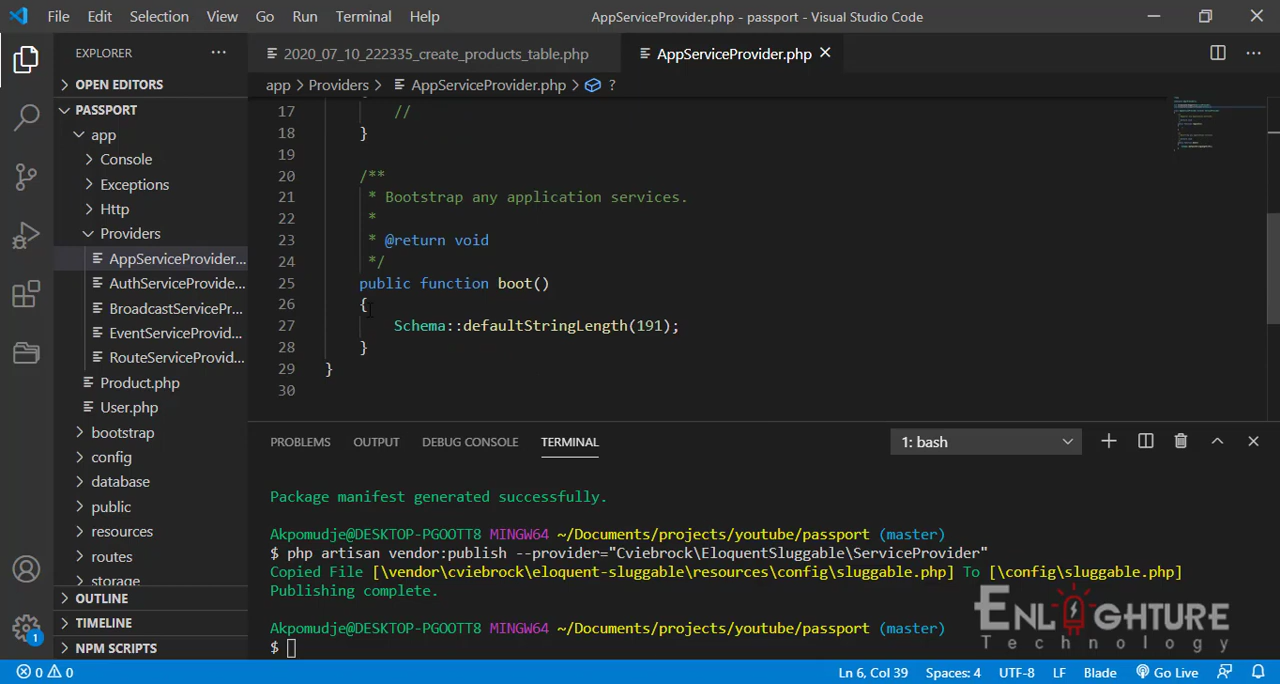 File Edit Selection View Go Run Terminal Help AppServiceProvider.php - passport - Visual Studio Code
EXPLORER ...
OPEN EDITORS
PASSPORT
app
Console
Exceptions
Http
Providers
AppServiceProvider...
AuthServiceProvide...
BroadcastServicePr...
EventServiceProvid...
RouteServiceProvid...
Product.php
User.php
bootstrap
config
database
public
resources
routes
storage
OUTLINE
TIMELINE
NPM SCRIPTS
2020_07_10_222335_create_products_table.php AppServiceProvider.php
app > Providers > AppServiceProvider.php > ?
17 //
18 }
19
20 /**
21 * Bootstrap any application services.
22 *
23 * @return void
24 */
25 public function boot()
26 {
27 Schema::defaultStringLength(191);
28 }
29 }
30
PROBLEMS OUTPUT DEBUG CONSOLE TERMINAL 1: bash
Package manifest generated successfully.
Akpomudje@DESKTOP-PGOOTT8 MINGW64 ~/Documents/projects/youtube/passport (master)
$ php artisan vendor:publish --provider="Cviebrock\EloquentSluggable\ServiceProvider"
Copied File [\vendor\cviebrock\eloquent-sluggable\resources\config\sluggable.php] To [\config\sluggable.php]
Publishing complete.
Akpomudje@DESKTOP-PGOOTT8 MINGW64 ~/Documents/projects/youtube/passport (master)
$
ENLIGHTURE
Technology
0 0 Ln 6, Col 39 Spaces: 4 UTF-8 LF Blade Go Live
1